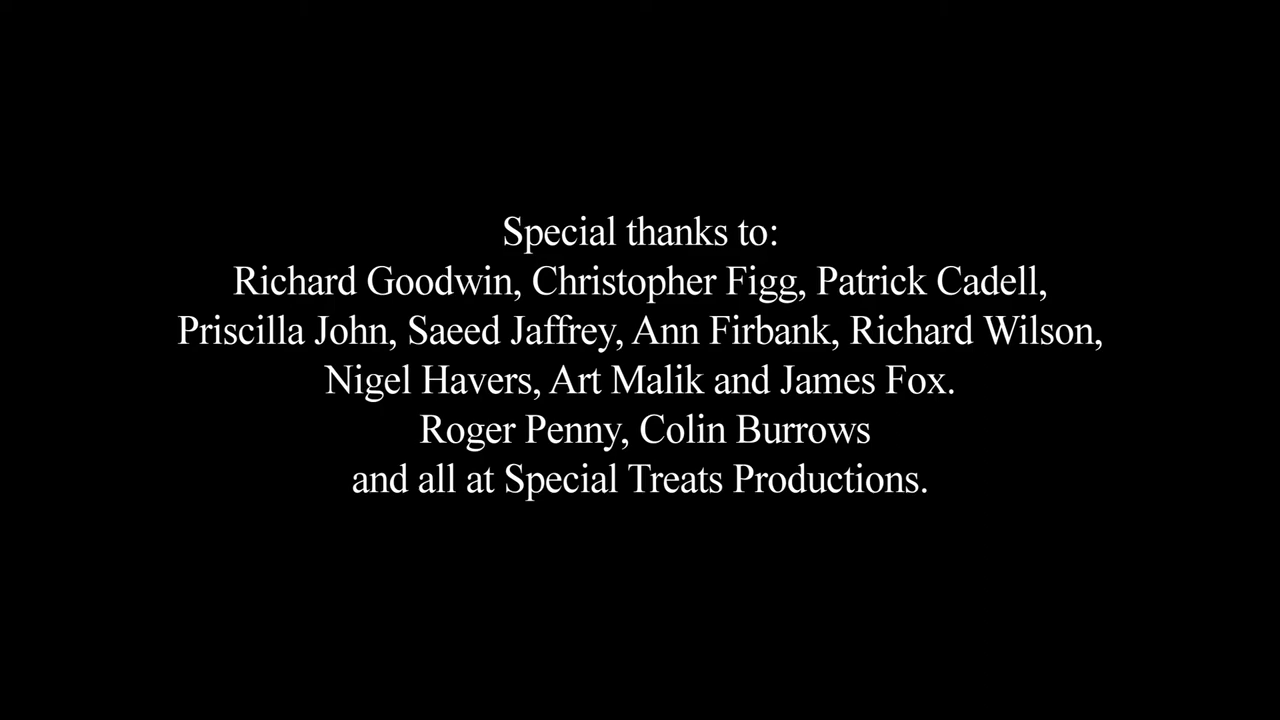 Special thanks to:
Richard Goodwin, Christopher Figg, Patrick Cadell,
Priscilla John, Saeed Jaffrey, Ann Firbank, Richard Wilson,
Nigel Havers, Art Malik and James Fox.
Roger Penny, Colin Burrows
and all at Special Treats Productions.